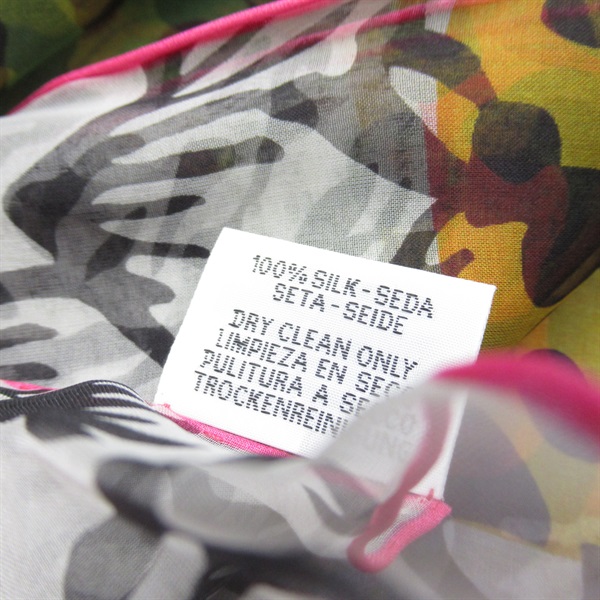 100% SILK-SEDA
SETA-SEIDE
DRY CLEAN ONLY
LIMPIEZA EN SECO
PULITURA A SECCO